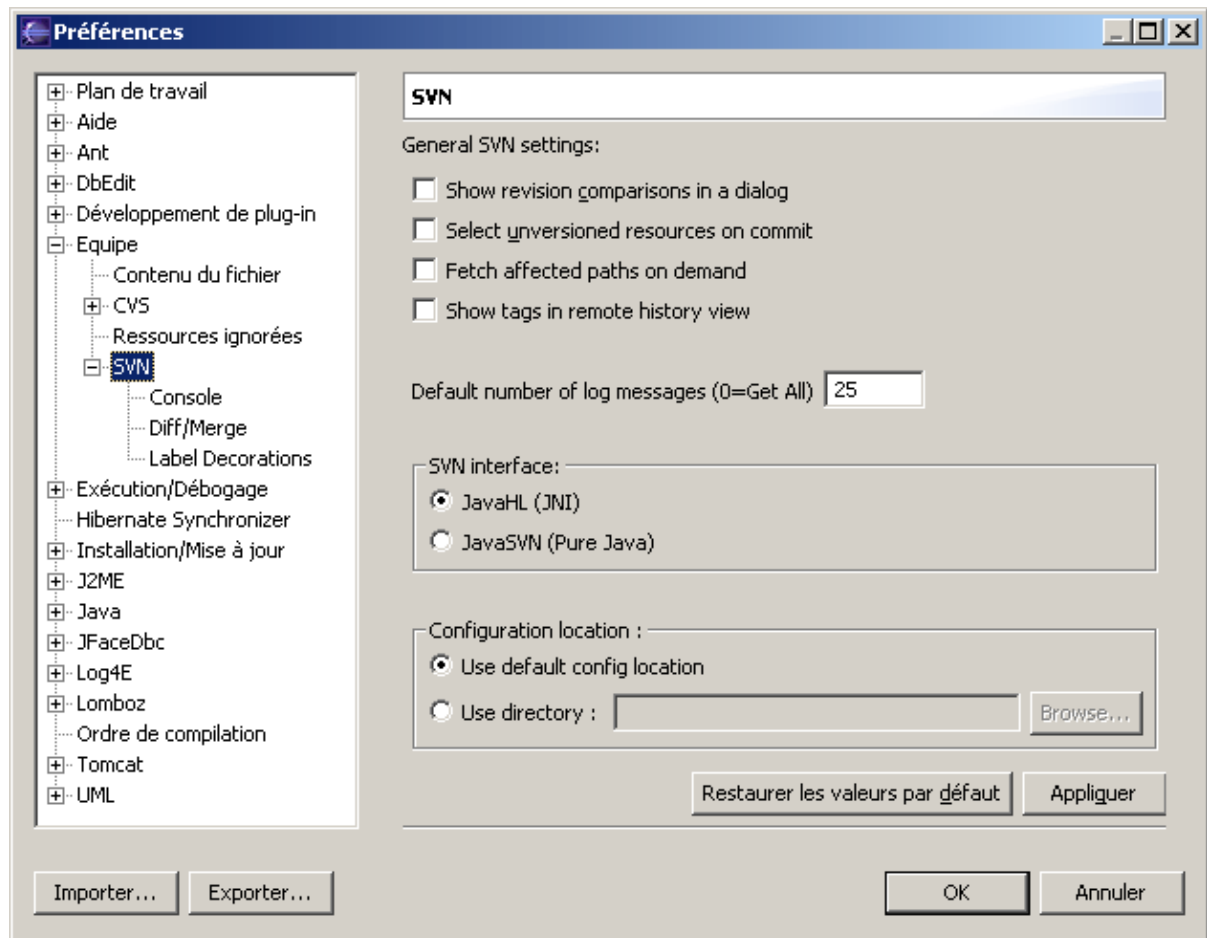 Préférences
Plan de travail
Aide
Ant
DbEdit
Développement de plug-in
Equipe
Contenu du fichier
CVS
Ressources ignorées
SVN
Console
Diff/Merge
Label Decorations
Exécution/Débogage
Hibernate Synchronizer
Installation/Mise à jour
J2ME
Java
JFaceDbc
Log4E
Lomboz
Ordre de compilation
Tomcat
UML
SVN
General SVN settings:
Show revision comparisons in a dialog
Select unversioned resources on commit
Fetch affected paths on demand
Show tags in remote history view
Default number of log messages (0=Get All) 25
SVN interface:
JavaHL (JNI)
JavaSVN (Pure Java)
Configuration location :
Use default config location
Use directory : Browse...
Restaurer les valeurs par défaut Appliquer
Importer... Exporter... OK Annuler